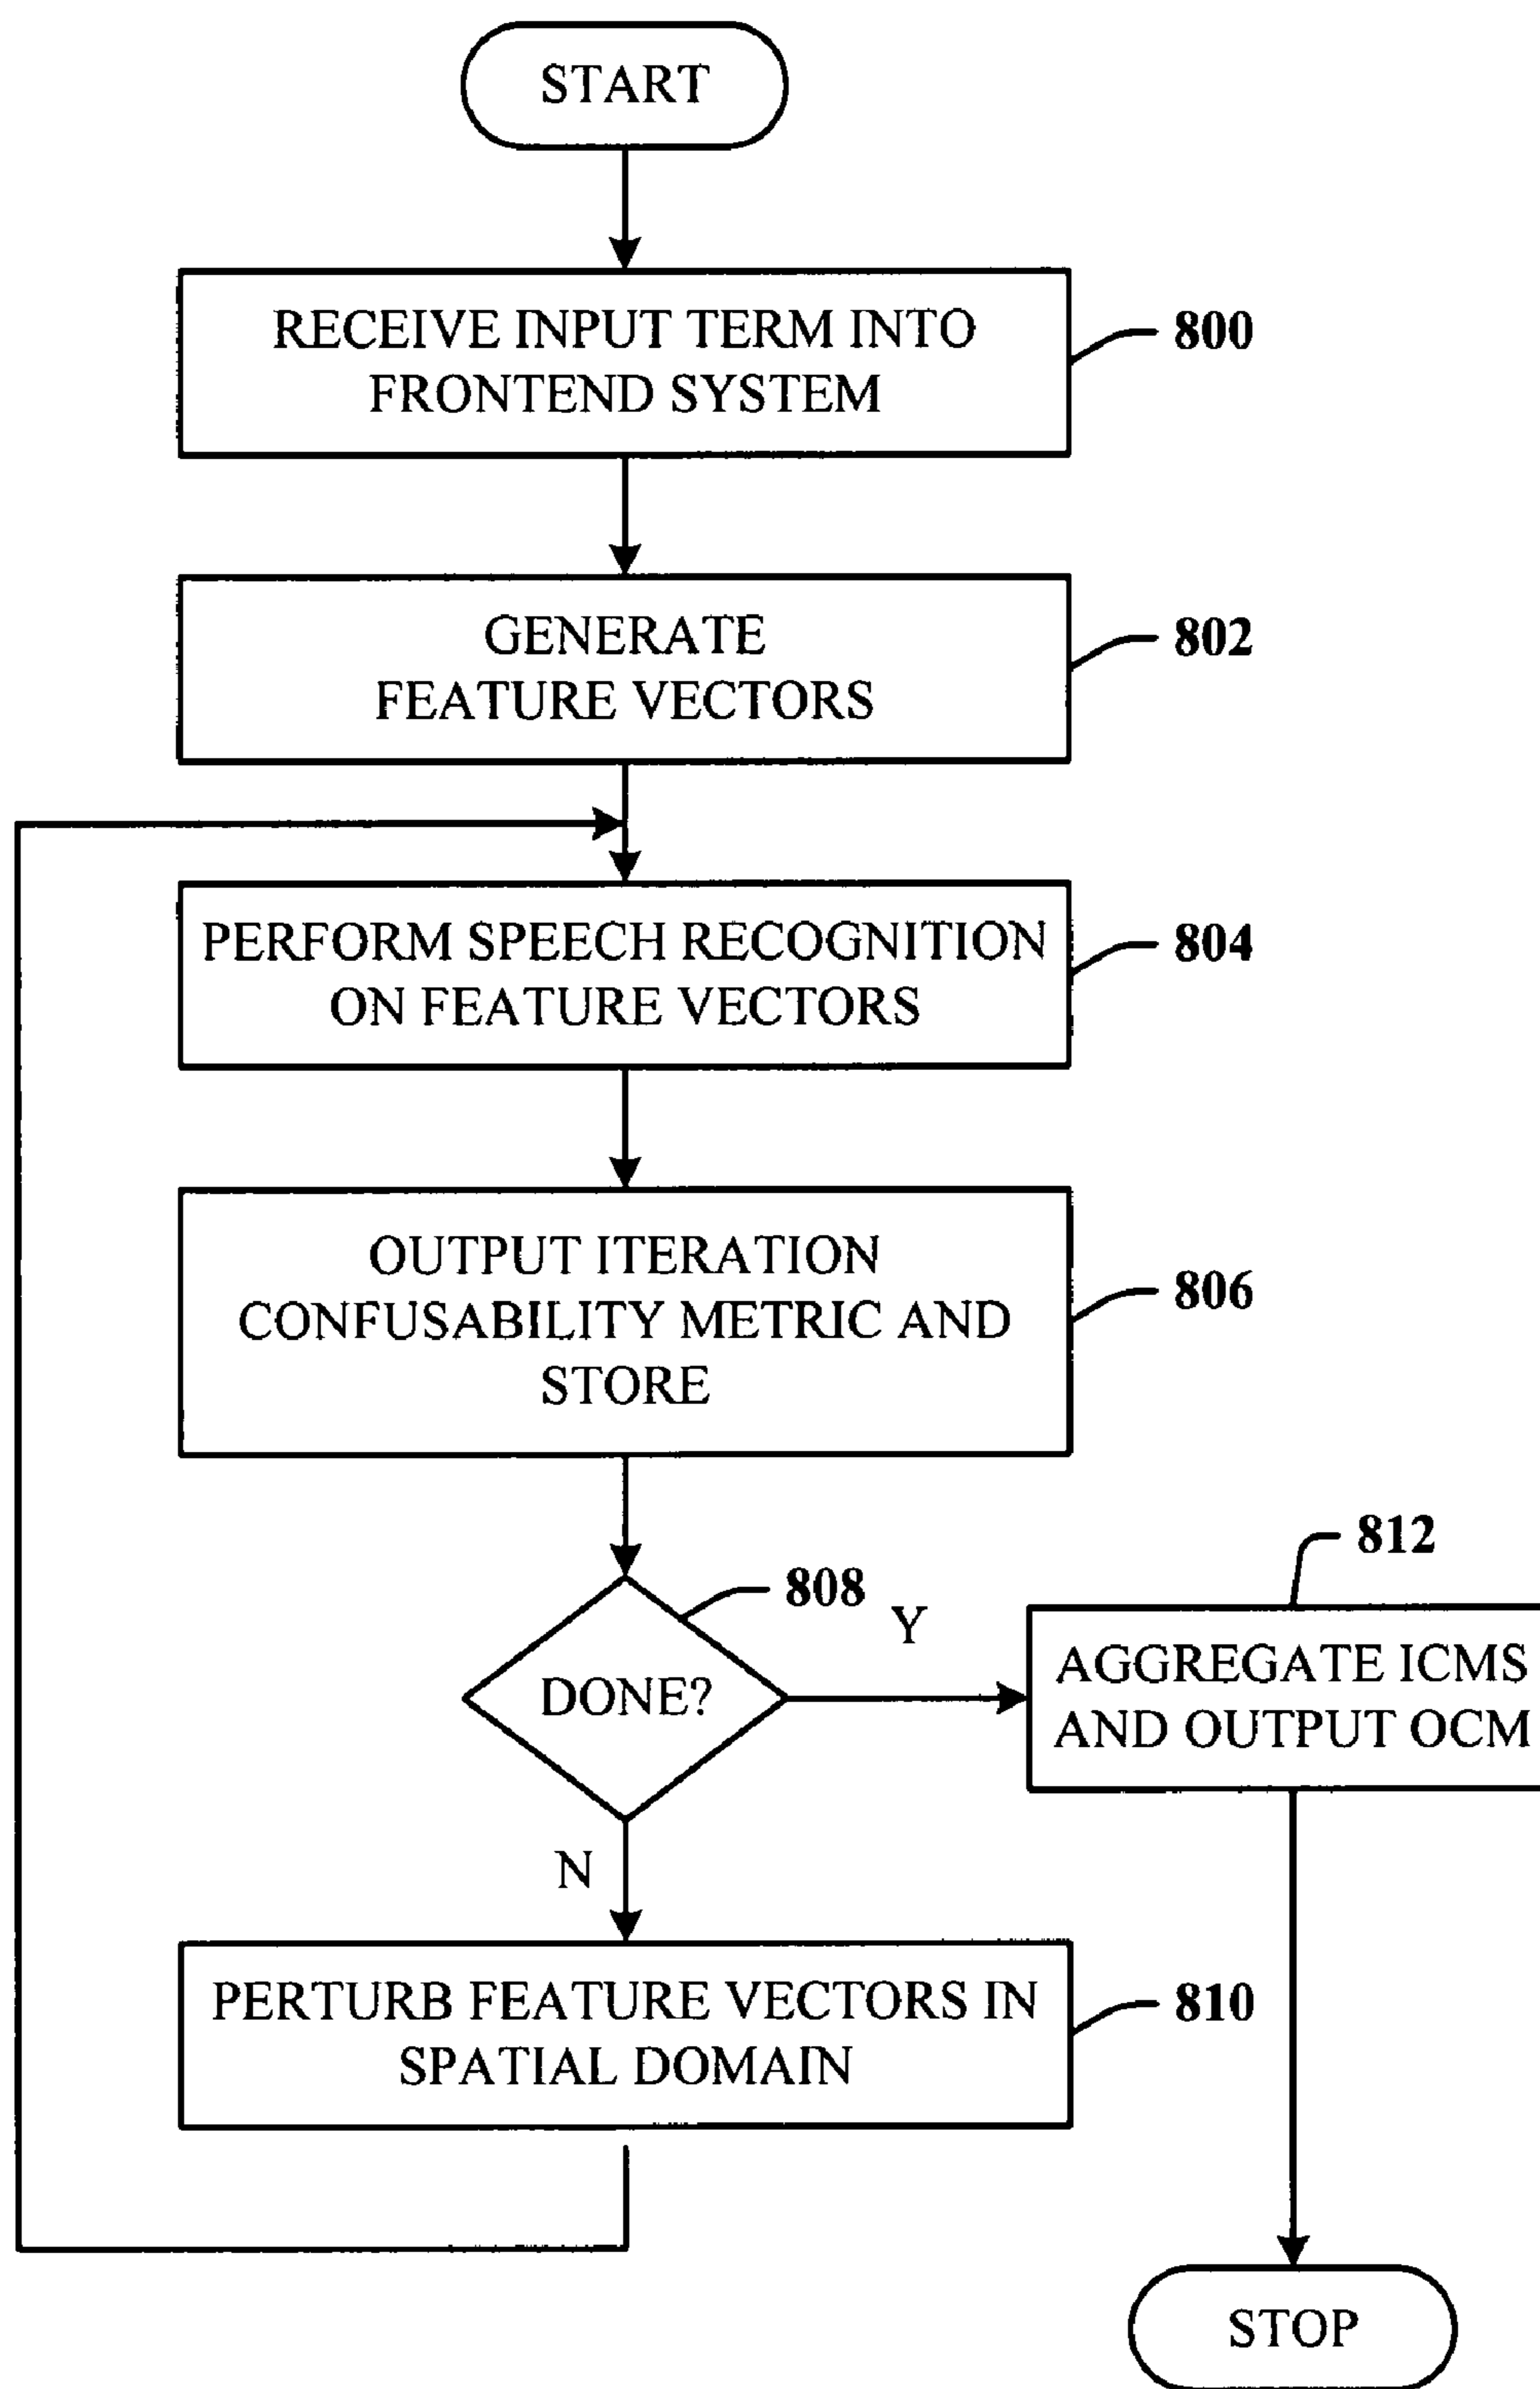 START
RECEIVE INPUT TERM INTO
FRONTEND SYSTEM
800
GENERATE
FEATURE VECTORS
802
PERFORM SPEECH RECOGNITION
ON FEATURE VECTORS
804
OUTPUT ITERATION
CONFUSABILITY METRIC AND
STORE
806
812
808
Y
DONE?
AGGREGATE ICMS
AND OUTPUT OCM
N
PERTURB FEATURE VECTORS IN
SPATIAL DOMAIN
810
STOP